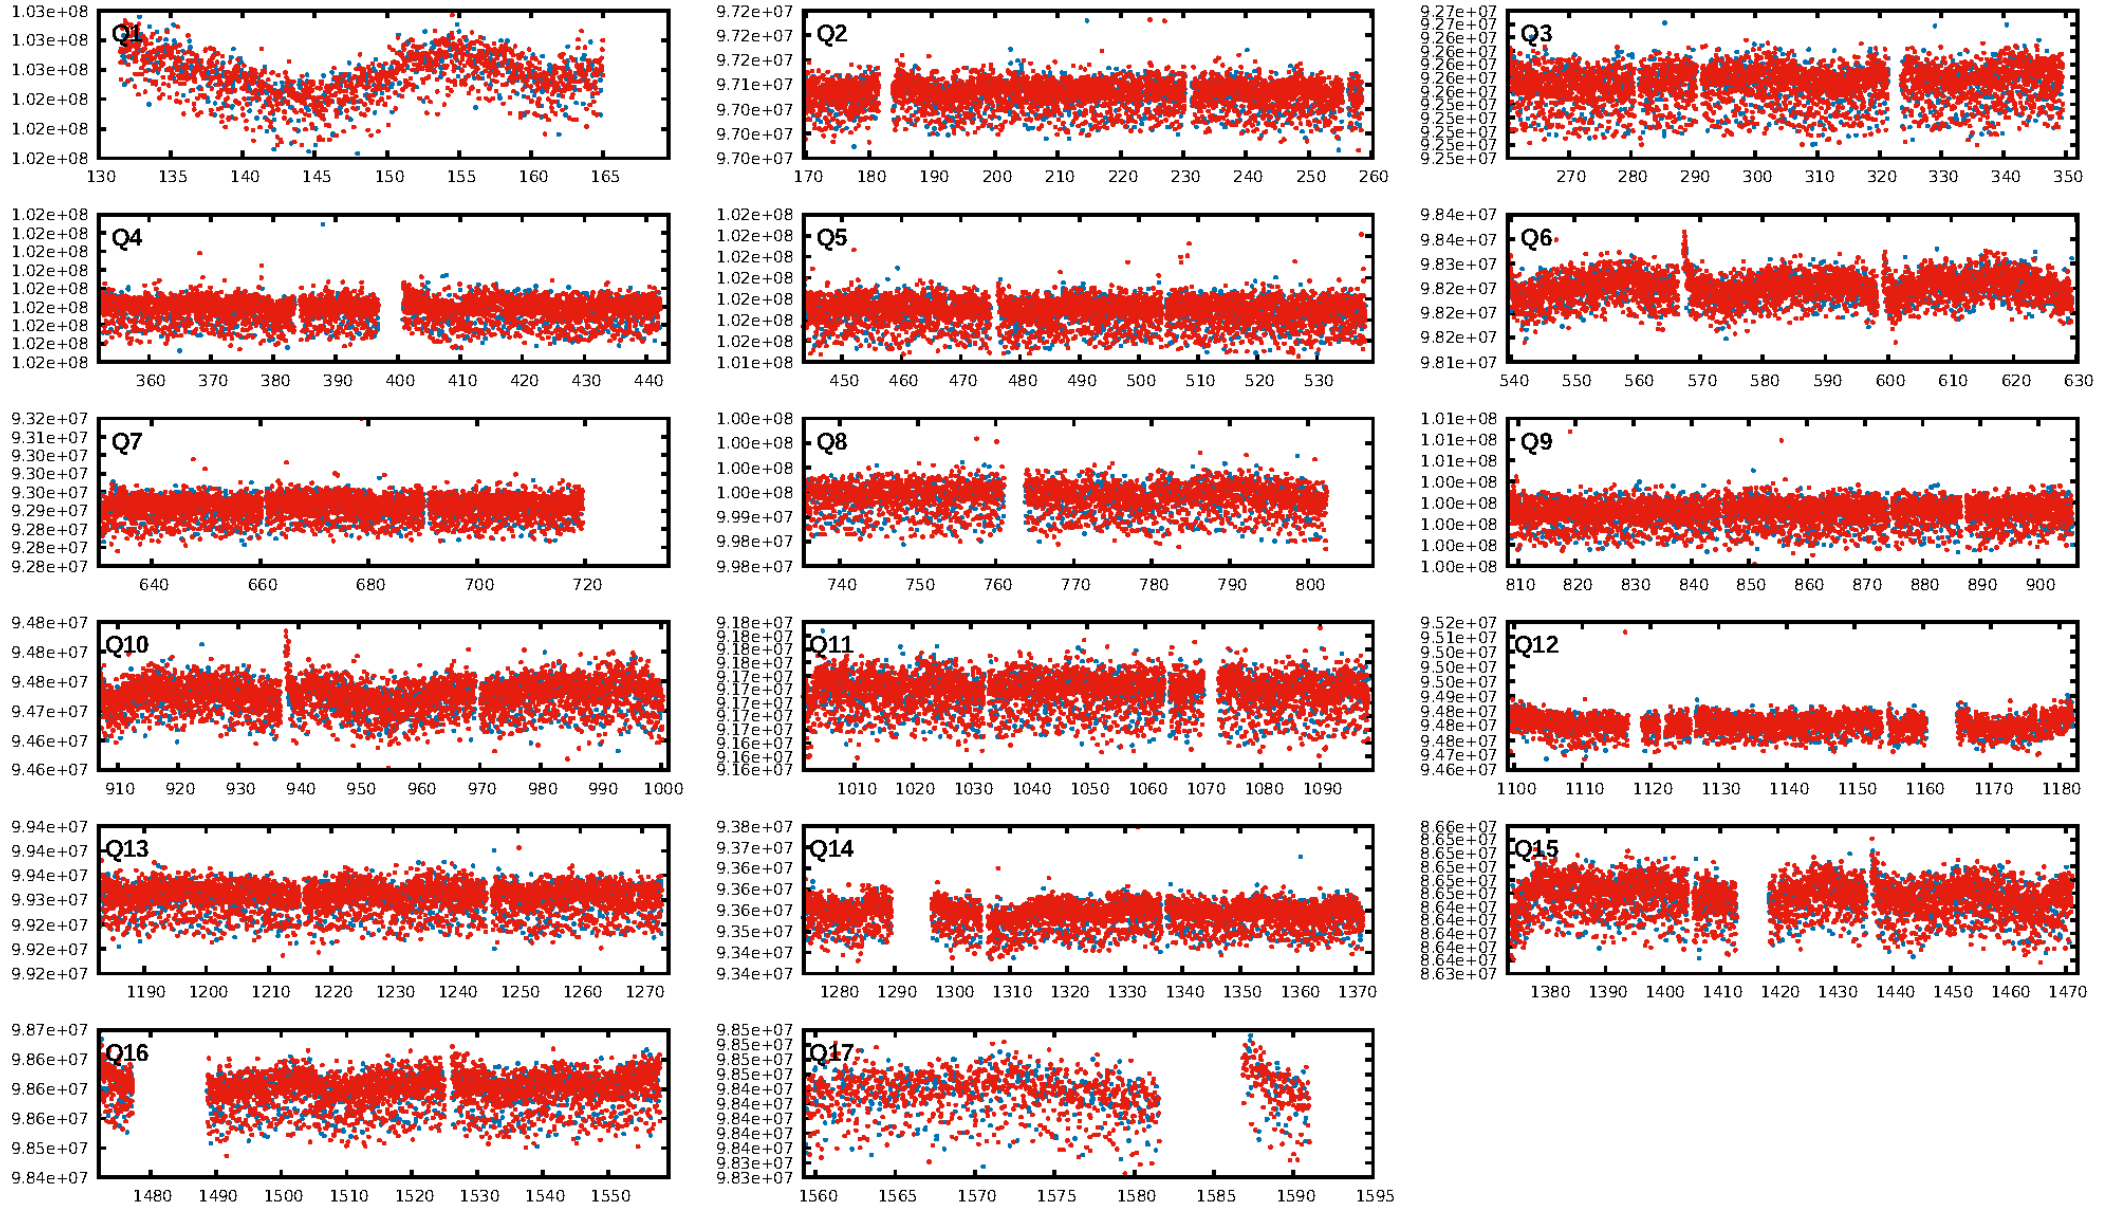 Q1
1.03e+08
1.03e+08
1.03e+08
1.02e+08
1.02e+08
1.02e+08
130 135 140 145 150 155 160 165
Q2
9.72e+07
9.72e+07
9.72e+07
9.71e+07
9.70e+07
9.70e+07
9.70e+07
170 180 190 200 210 220 230 240 250 260
Q3
9.27e+07
9.27e+07
9.26e+07
9.26e+07
9.26e+07
9.26e+07
9.26e+07
9.25e+07
9.25e+07
9.25e+07
9.25e+07
9.25e+07
270 280 290 300 310 320 330 340 350
Q4
1.02e+08
1.02e+08
1.02e+08
1.02e+08
1.02e+08
1.02e+08
1.02e+08
1.02e+08
1.02e+08
360 370 380 390 400 410 420 430 440
Q5
1.02e+08
1.02e+08
1.02e+08
1.02e+08
1.02e+08
1.02e+08
1.02e+08
1.01e+08
450 460 470 480 490 500 510 520 530
Q6
9.84e+07
9.84e+07
9.83e+07
9.82e+07
9.82e+07
9.82e+07
9.81e+07
540 550 560 570 580 590 600 610 620 630
Q7
9.32e+07
9.31e+07
9.30e+07
9.30e+07
9.30e+07
9.29e+07
9.28e+07
9.28e+07
9.28e+07
640 660 680 700 720
Q8
1.00e+08
1.00e+08
1.00e+08
1.00e+08
9.99e+07
9.98e+07
9.98e+07
740 750 760 770 780 790 800
Q9
1.01e+08
1.01e+08
1.01e+08
1.00e+08
1.00e+08
1.00e+08
1.00e+08
1.00e+08
810 820 830 840 850 860 870 880 890 900
Q10
9.48e+07
9.48e+07
9.48e+07
9.47e+07
9.46e+07
9.46e+07
910 920 930 940 950 960 970 980 990 1000
Q11
9.18e+07
9.18e+07
9.18e+07
9.18e+07
9.17e+07
9.17e+07
9.17e+07
9.17e+07
9.17e+07
9.16e+07
9.16e+07
9.16e+07
1010 1020 1030 1040 1050 1060 1070 1080 1090
Q12
9.52e+07
9.52e+07
9.50e+07
9.50e+07
9.50e+07
9.49e+07
9.48e+07
9.48e+07
9.48e+07
9.47e+07
9.46e+07
1100 1110 1120 1130 1140 1150 1160 1170 1180
Q13
9.94e+07
9.94e+07
9.94e+07
9.93e+07
9.92e+07
9.92e+07
9.92e+07
1190 1200 1210 1220 1230 1240 1250 1260 1270
Q14
9.38e+07
9.37e+07
9.36e+07
9.36e+07
9.36e+07
9.35e+07
9.34e+07
9.34e+07
1280 1290 1300 1310 1320 1330 1340 1350 1360 1370
Q15
8.66e+07
8.65e+07
8.65e+07
8.65e+07
8.65e+07
8.65e+07
8.64e+07
8.64e+07
8.64e+07
8.64e+07
8.64e+07
8.63e+07
1380 1390 1400 1410 1420 1430 1440 1450 1460 1470
Q16
9.87e+07
9.86e+07
9.86e+07
9.86e+07
9.85e+07
9.84e+07
1480 1490 1500 1510 1520 1530 1540 1550
Q17
9.85e+07
9.85e+07
9.85e+07
9.85e+07
9.84e+07
9.84e+07
9.84e+07
9.84e+07
9.84e+07
9.83e+07
9.83e+07
1560 1565 1570 1575 1580 1585 1590 1595